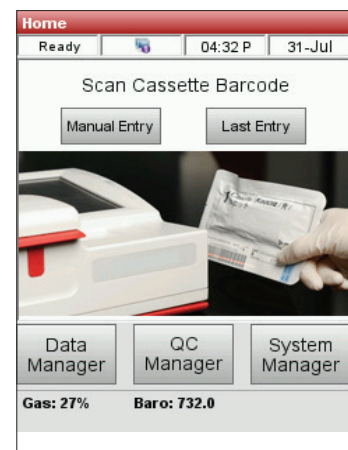 Home
Ready 04:32 P 31-Jul
Scan Cassette Barcode
Manual Entry Last Entry
Data Manager QC Manager System Manager
Gas: 27% Baro: 732.0